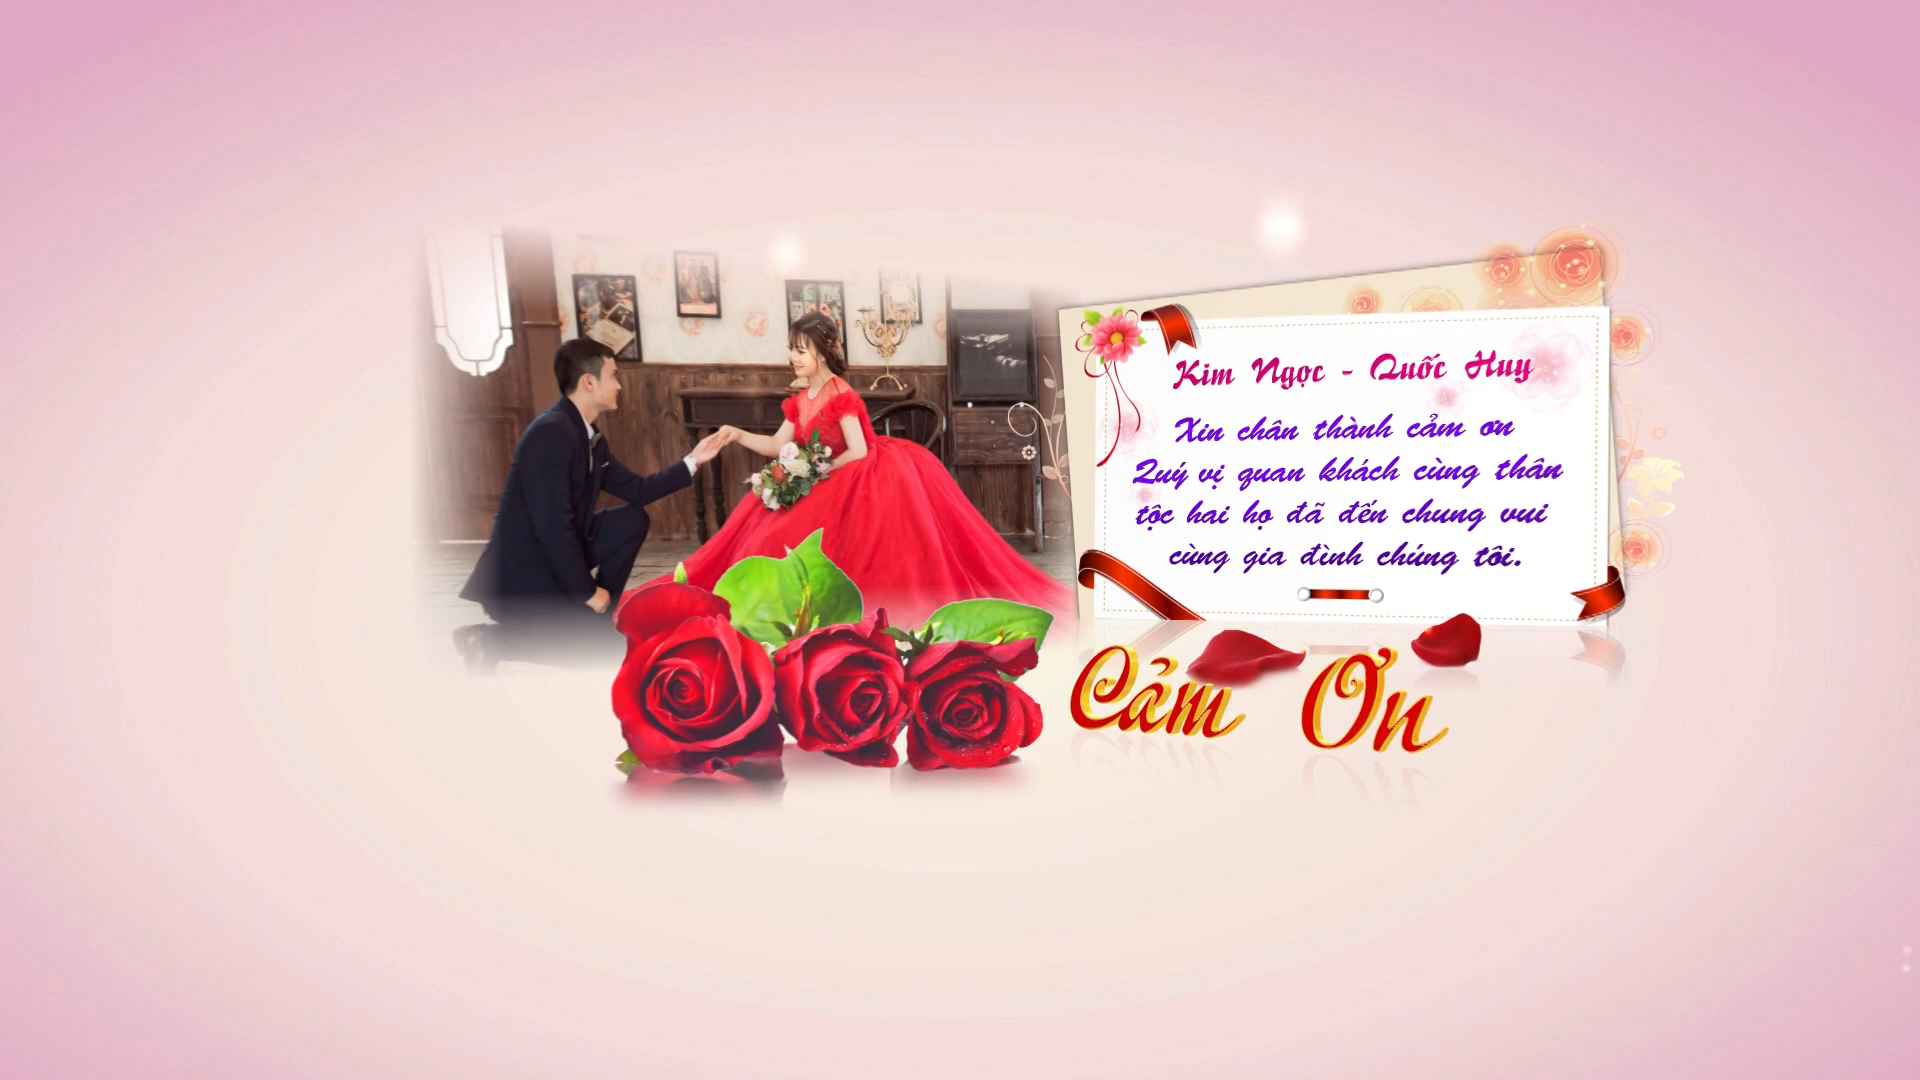 Kim Ngọc - Quốc Huy
Xin chân thành cảm ơn
Quý vị quan khách cùng thân
tộc hai họ đã đến chung vui
cùng gia đình chúng tôi.
Cảm Ơn